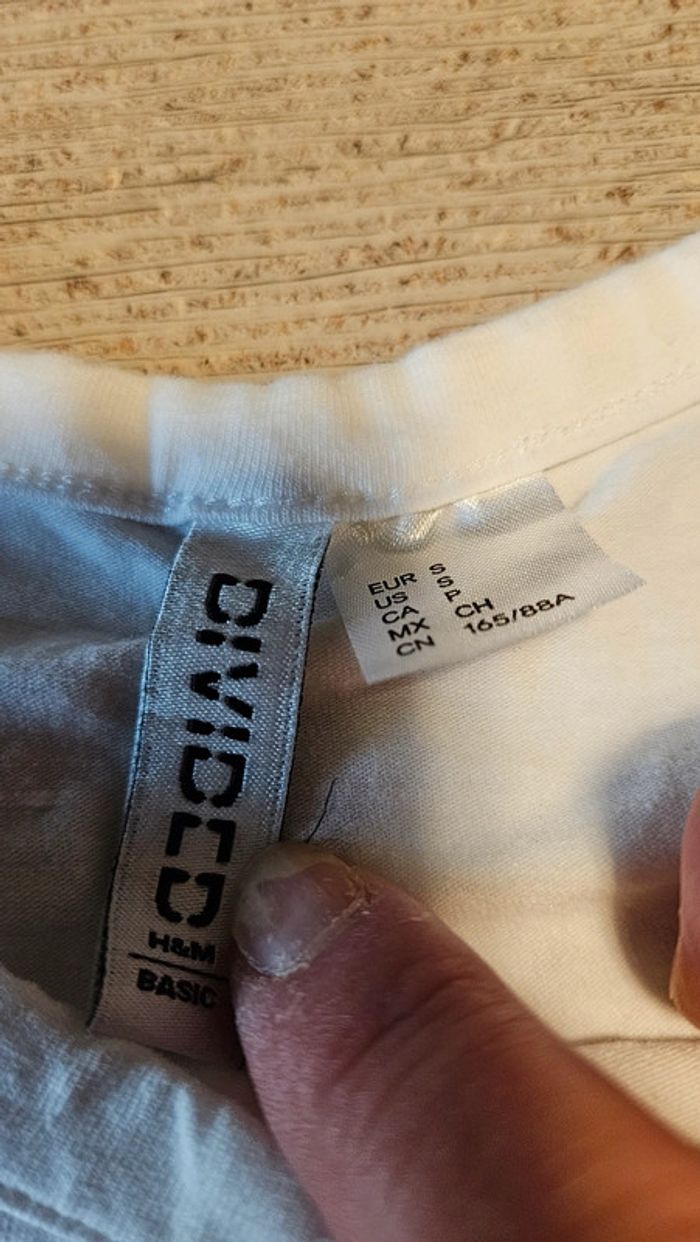 DIVIDED
H&M
BASIC
EUR S
US S
CA P
MX CH
CN 165/88A